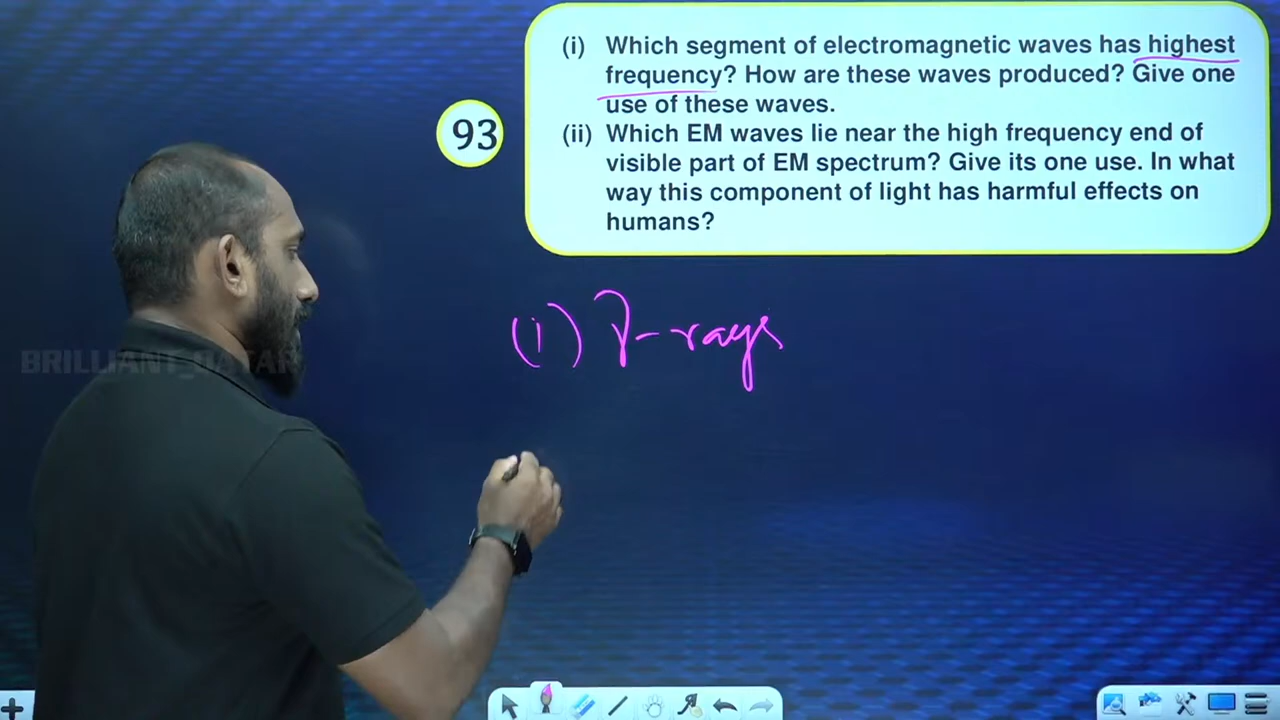 (i) Which segment of electromagnetic waves has highest
frequency? How are these waves produced? Give one
use of these waves.
93
(ii) Which EM waves lie near the high frequency end of
visible part of EM spectrum? Give its one use. In what
way this component of light has harmful effects on
humans?
(i) γ-rays
BRILLIANT_QATAR